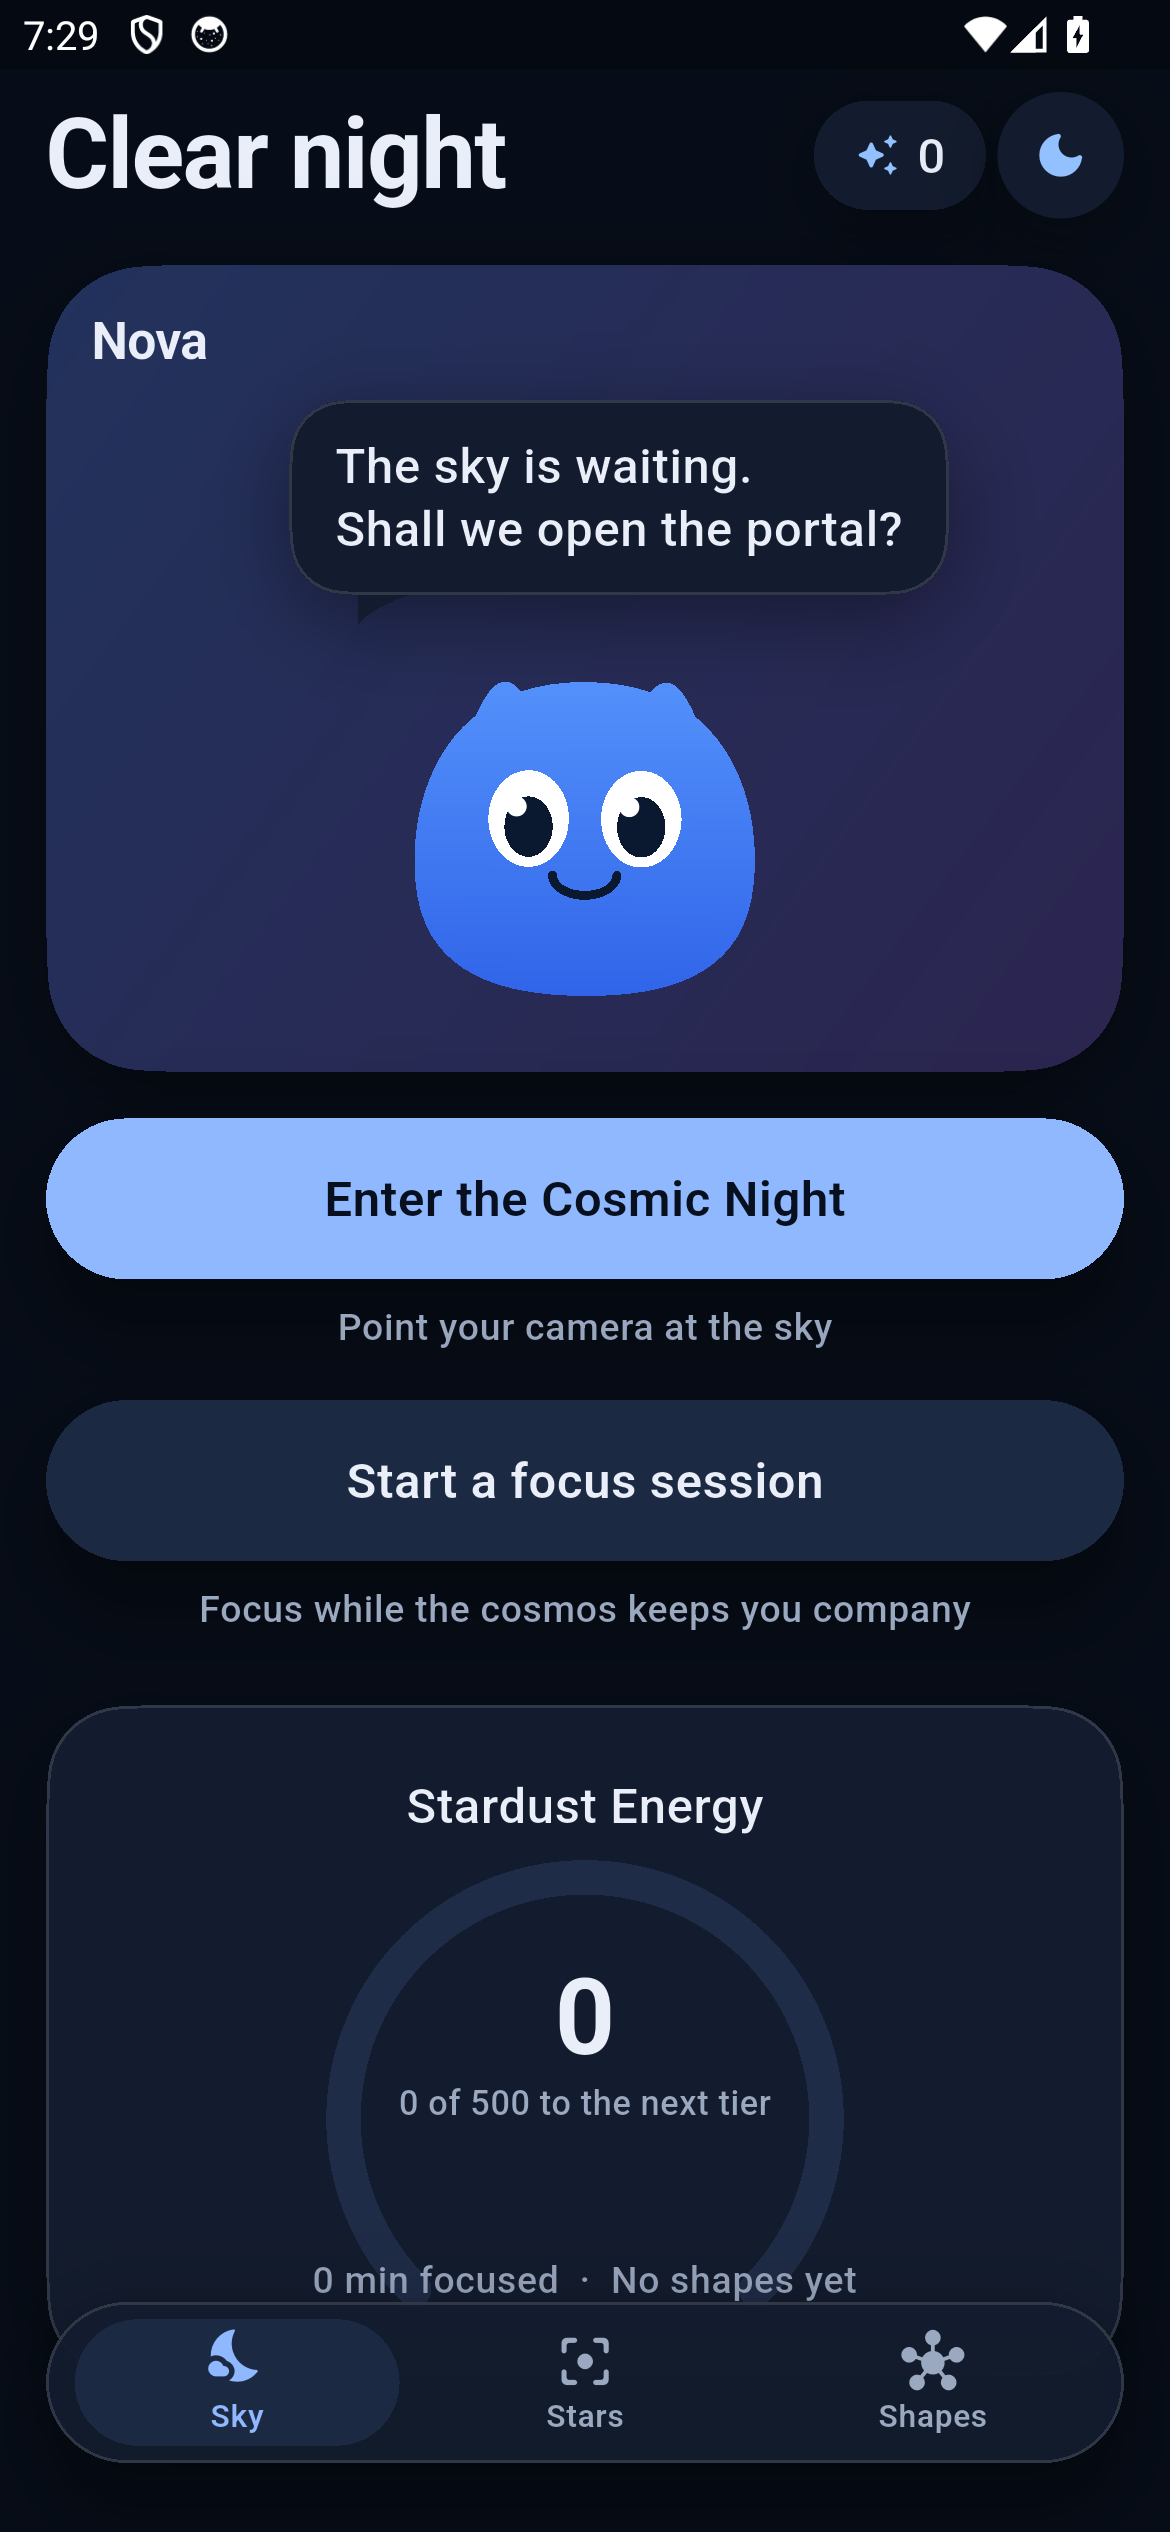 7:29
Clear night
0
Nova
The sky is waiting.
Shall we open the portal?
Enter the Cosmic Night
Point your camera at the sky
Start a focus session
Focus while the cosmos keeps you company
Stardust Energy
0
0 of 500 to the next tier
0 min focused · No shapes yet
Sky
Stars
Shapes